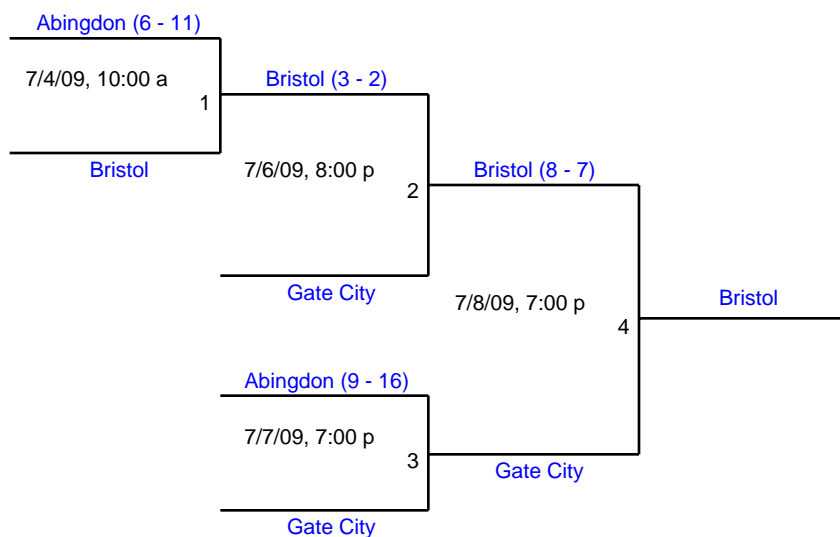 Abingdon (6 - 11)
7/4/09, 10:00 a
1
Bristol
Bristol (3 - 2)
7/6/09, 8:00 p
2
Gate City
Bristol (8 - 7)
7/8/09, 7:00 p
4
Bristol
Abingdon (9 - 16)
7/7/09, 7:00 p
3
Gate City
Gate City